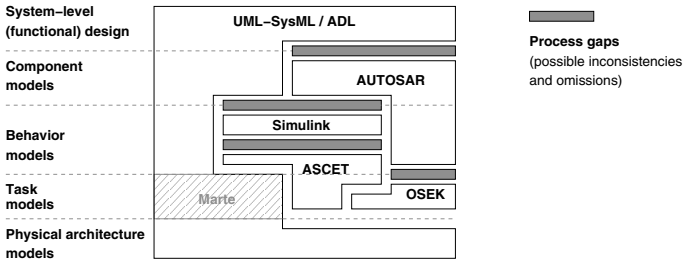 System–level
(functional) design
Component
models
Behavior
models
Task
models
Physical architecture
models
UML–SysML / ADL
AUTOSAR
Simulink
ASCET
OSEK
Marte
Process gaps
(possible inconsistencies
and omissions)